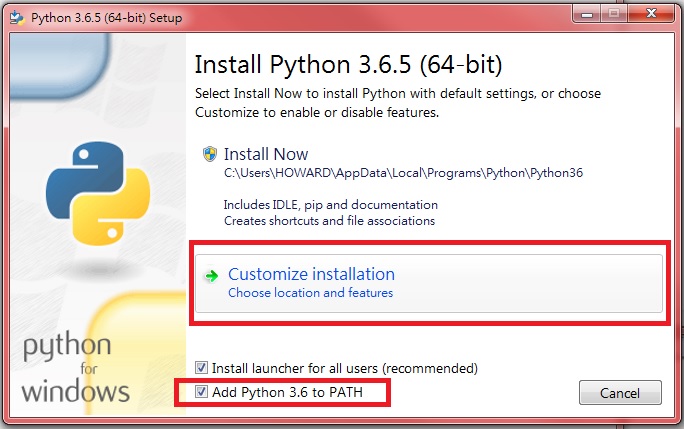 Python 3.6.5 (64-bit) Setup
Install Python 3.6.5 (64-bit)
Select Install Now to install Python with default settings, or choose
Customize to enable or disable features.
Install Now
C:\Users\HOWARD\AppData\Local\Programs\Python\Python36
Includes IDLE, pip and documentation
Creates shortcuts and file associations
Customize installation
Choose location and features
python
for
windows
Install launcher for all users (recommended)
Add Python 3.6 to PATH
Cancel